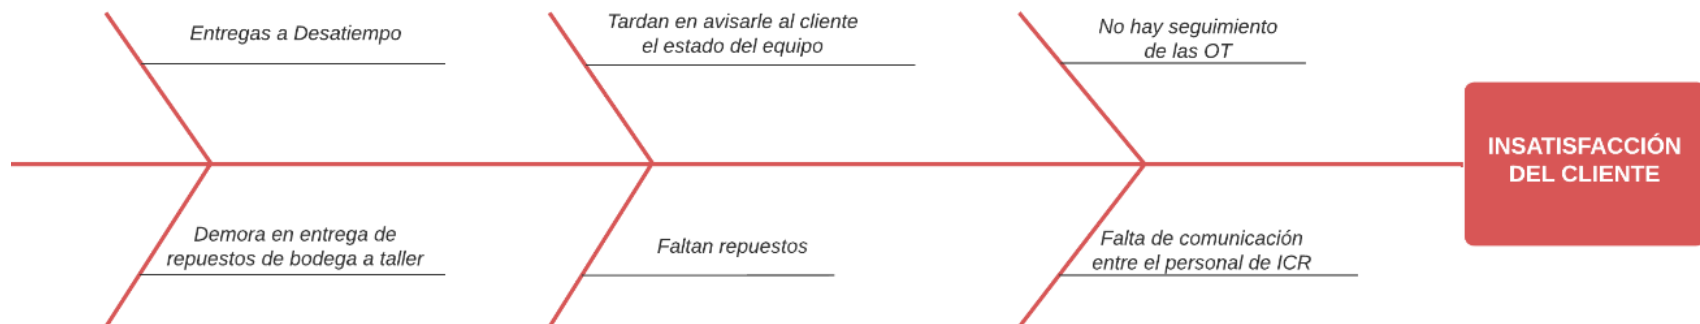 Entregas a Desatiempo
Tardan en avisarle al cliente
el estado del equipo
No hay seguimiento
de las OT
INSATISFACCIÓN
DEL CLIENTE
Demora en entrega de
repuestos de bodega a taller
Faltan repuestos
Falta de comunicación
entre el personal de ICR